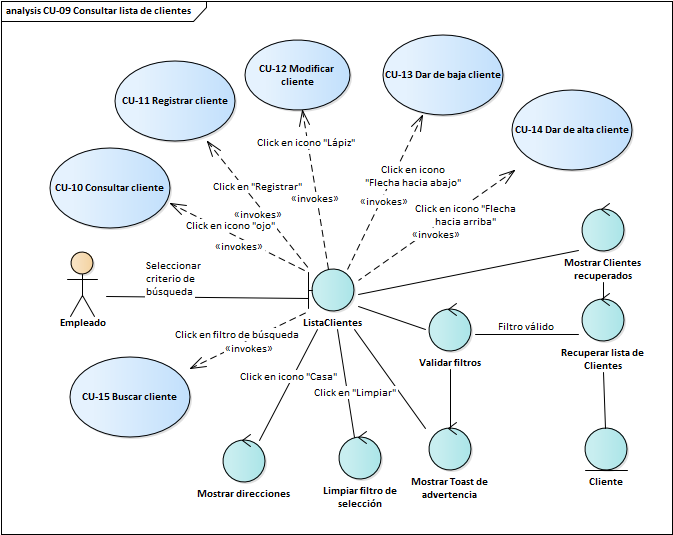 analysis CU-09 Consultar lista de clientes
CU-12 Modificar
cliente
CU-13 Dar de baja cliente
CU-11 Registrar cliente
CU-14 Dar de alta cliente
Click en icono "Lápiz"
Click en icono
"Flecha hacia abajo"
CU-10 Consultar cliente
Click en "Registrar"
«invokes»
«invokes»
«invokes»
Click en icono "Flecha
hacia arriba"
Click en icono "ojo"
«invokes»
«invokes»
Mostrar Clientes
recuperados
Seleccionar
criterio de
búsqueda
Empleado
ListaClientes
Click en filtro de búsqueda
«invokes»
Filtro válido
Validar filtros
Recuperar lista de
Clientes
Click en icono "Casa"
Click en "Limpiar"
CU-15 Buscar cliente
Mostrar direcciones
Limpiar filtro de
selección
Mostrar Toast de
advertencia
Cliente